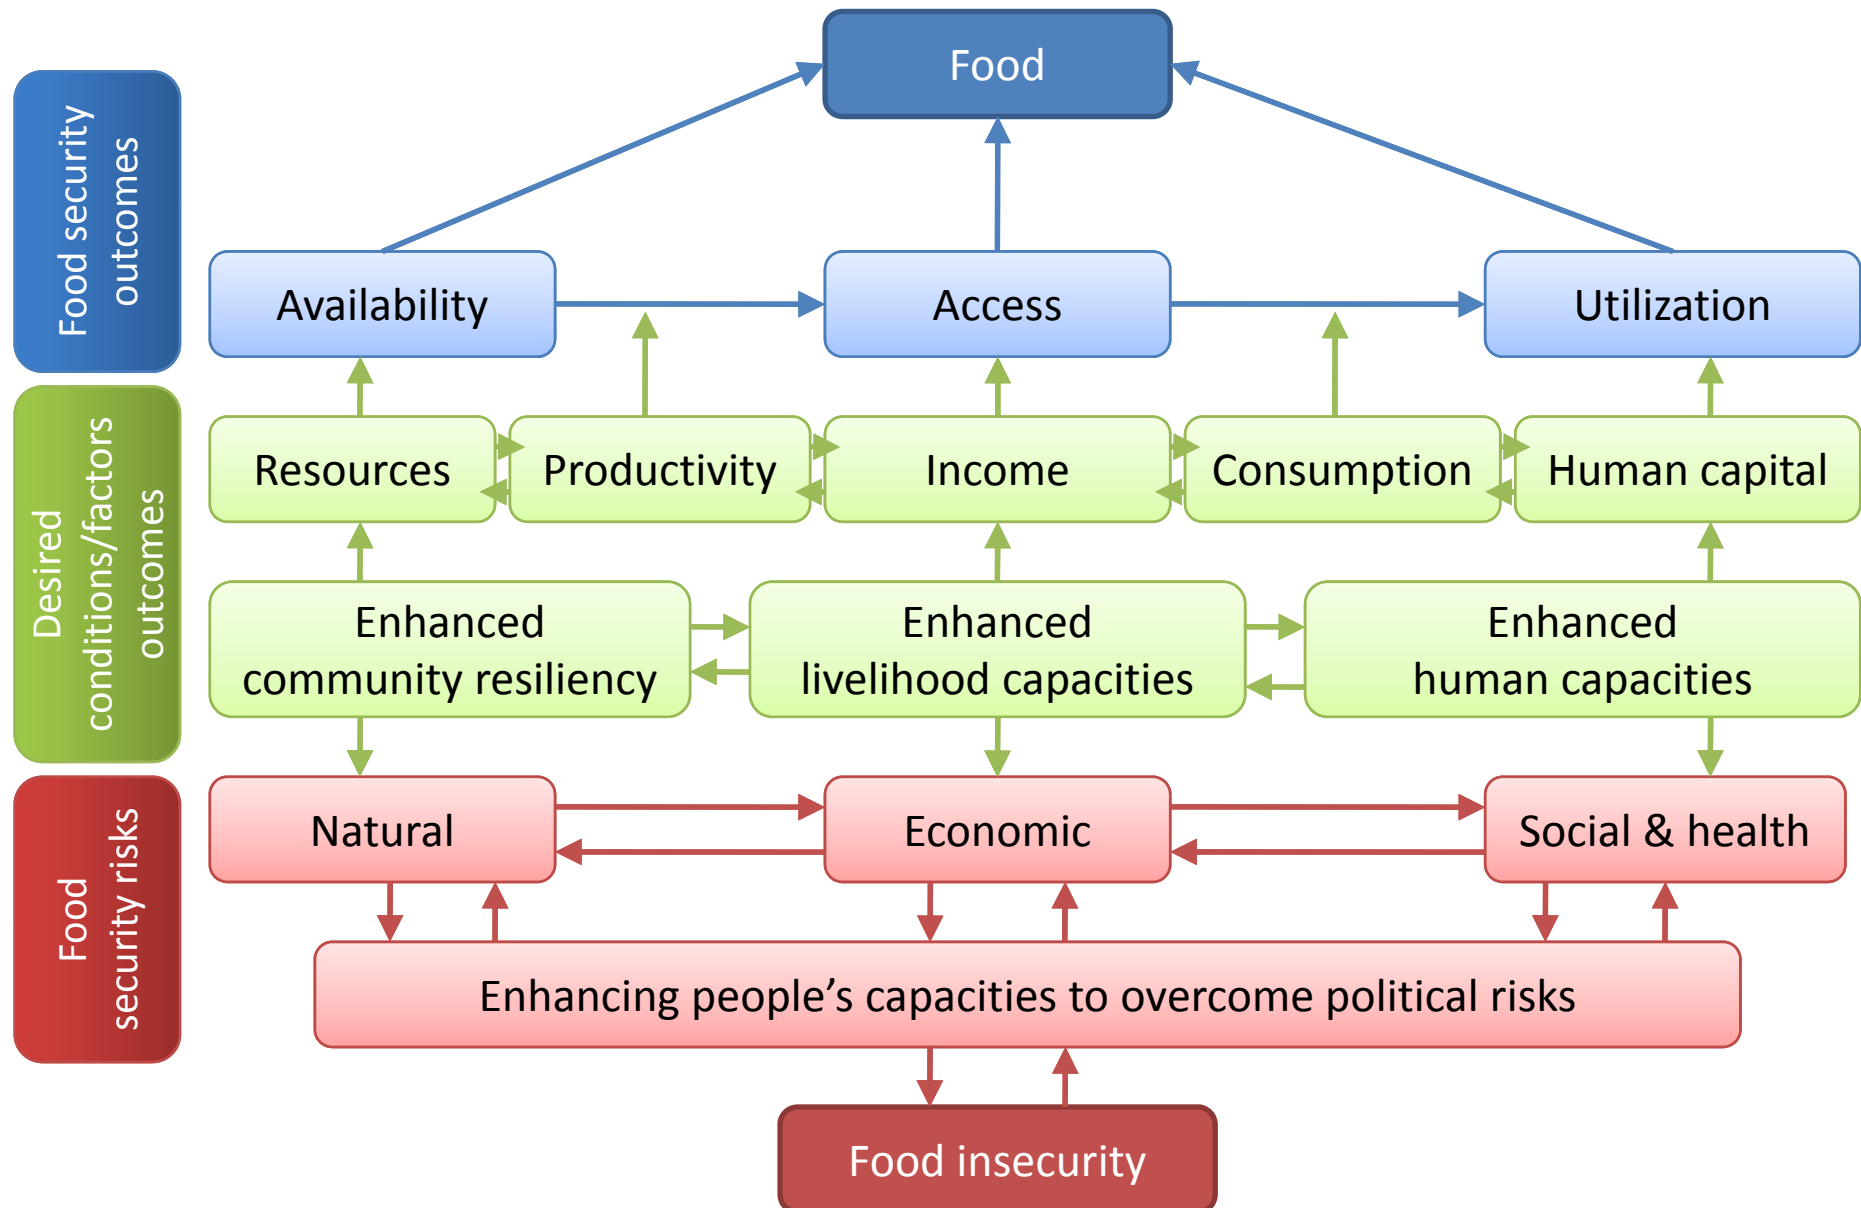 Food
Food security
outcomes
Availability
Access
Utilization
Desired
conditions/factors
outcomes
Resources
Productivity
Income
Consumption
Human capital
Enhanced
community resiliency
Enhanced
livelihood capacities
Enhanced
human capacities
Food
security risks
Natural
Economic
Social & health
Enhancing people’s capacities to overcome political risks
Food insecurity